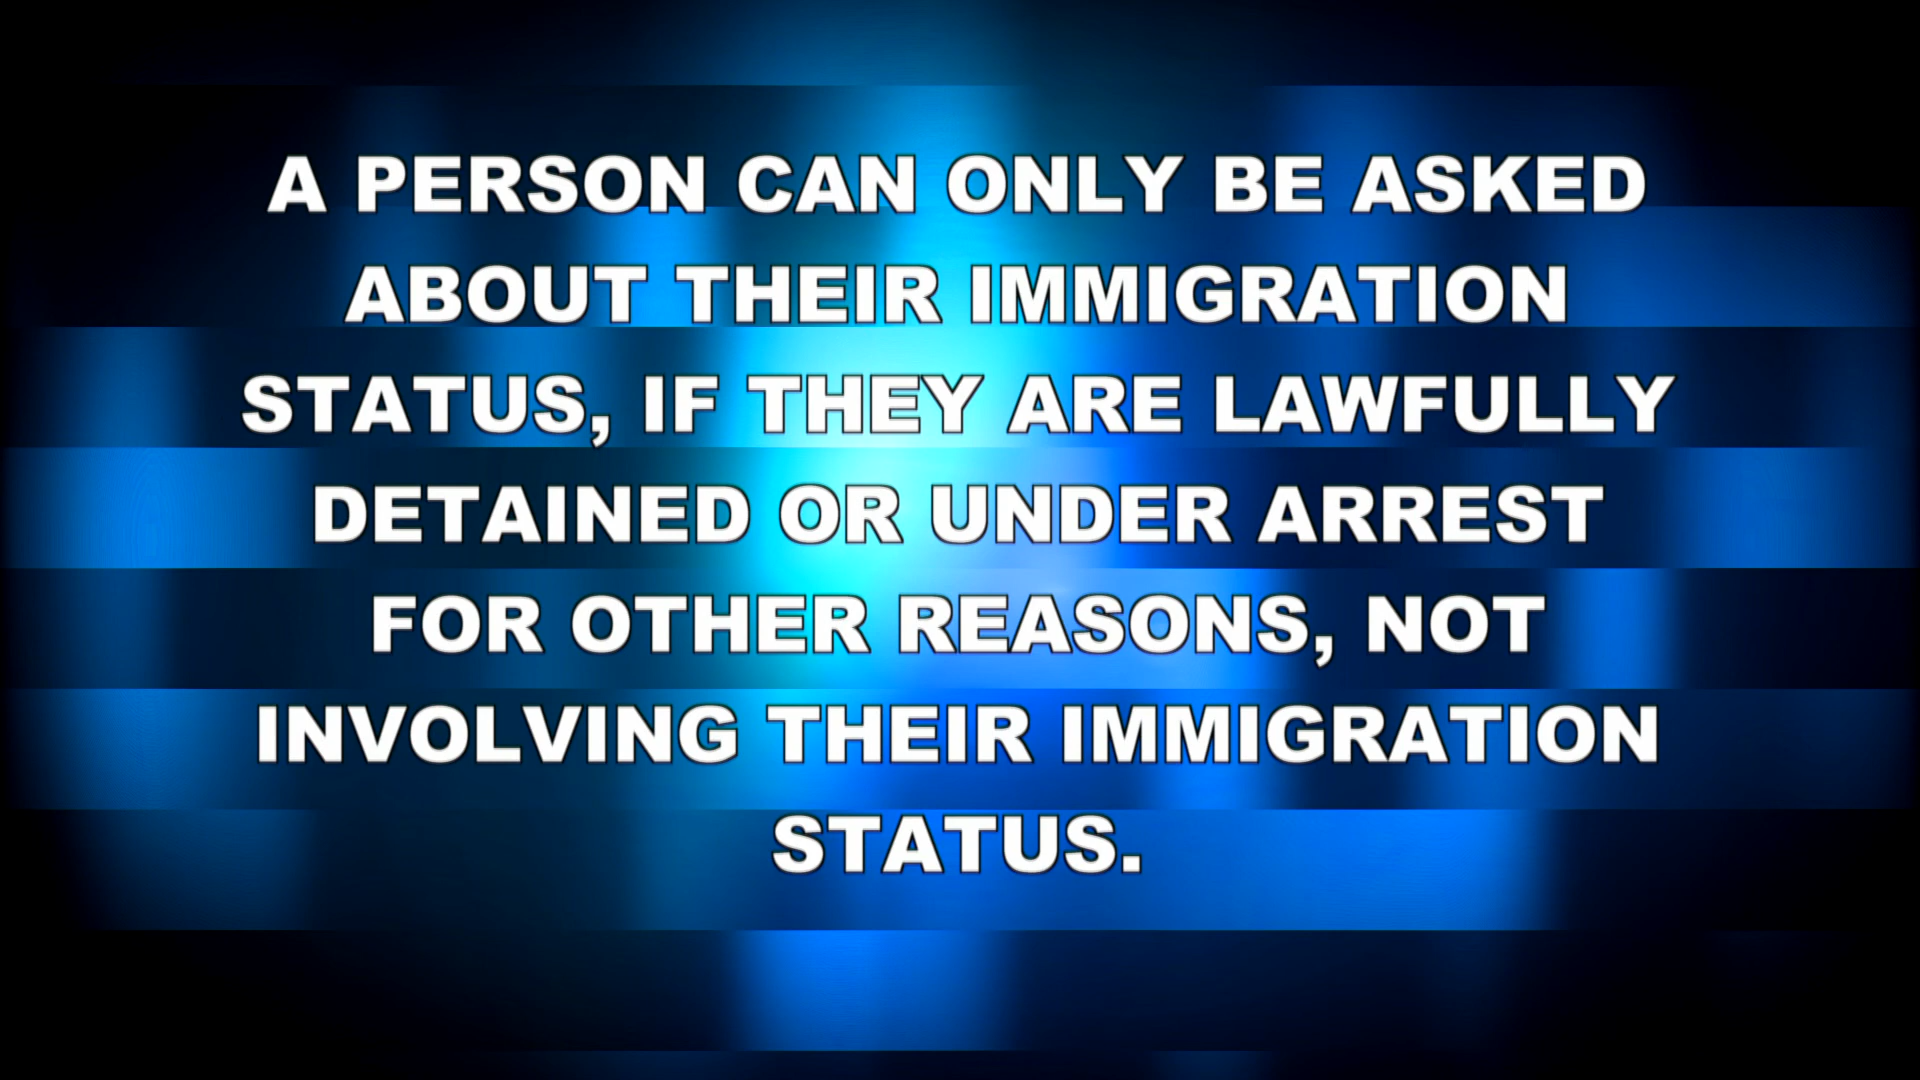 A PERSON CAN ONLY BE ASKED
ABOUT THEIR IMMIGRATION
STATUS, IF THEY ARE LAWFULLY
DETAINED OR UNDER ARREST
FOR OTHER REASONS, NOT
INVOLVING THEIR IMMIGRATION
STATUS.